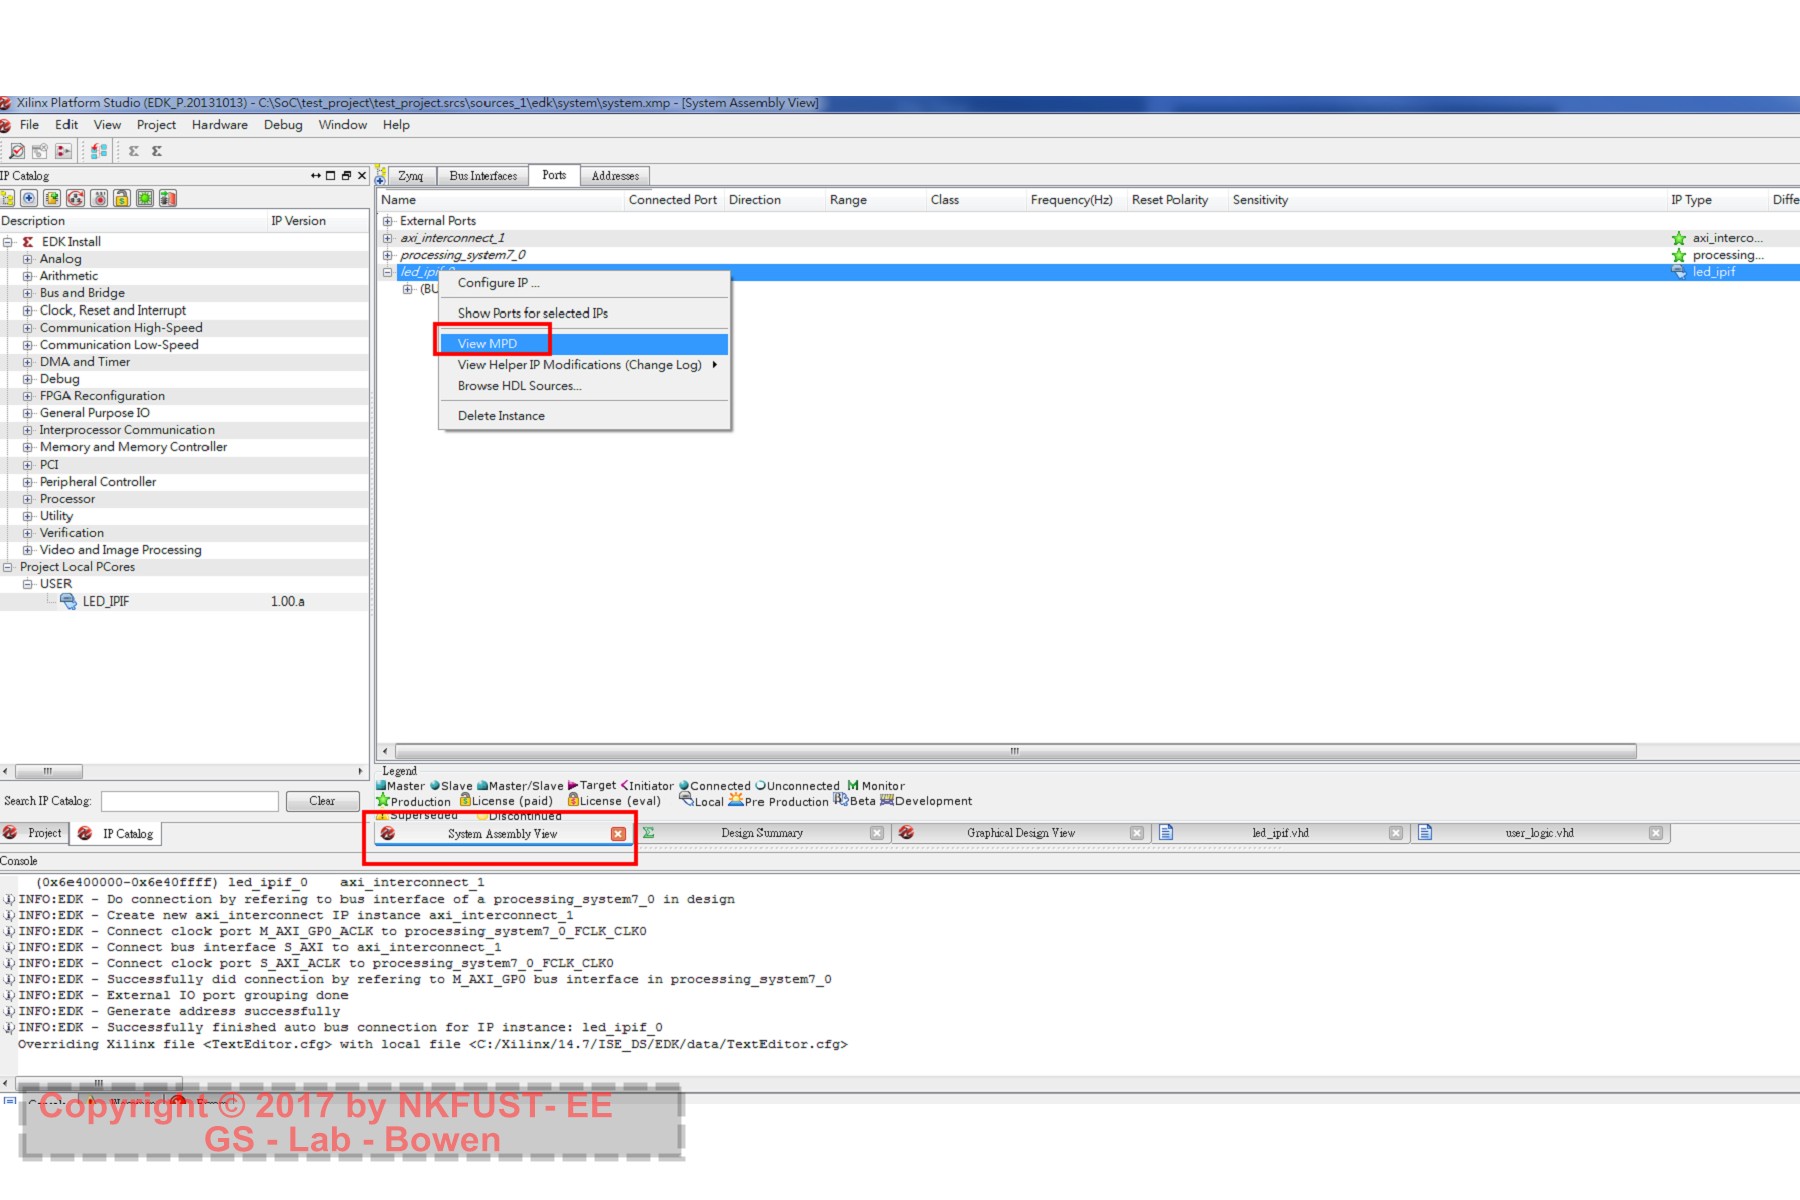 Xilinx Platform Studio (EDK_P.20131013) - C:\SoC\test_project\test_project.srcs\sources_1\edk\system\system.xmp - [System Assembly View]
File Edit View Project Hardware Debug Window Help
IP Catalog
Description IP Version
EDK Install
Analog
Arithmetic
Bus and Bridge
Clock, Reset and Interrupt
Communication High-Speed
Communication Low-Speed
DMA and Timer
Debug
FPGA Reconfiguration
General Purpose IO
Interprocessor Communication
Memory and Memory Controller
PCI
Peripheral Controller
Processor
Utility
Verification
Video and Image Processing
Project Local PCores
USER
LED_IPIF 1.00.a
Search IP Catalog: Clear
Project IP Catalog
Zynq Bus Interfaces Ports Addresses
Name Connected Port Direction Range Class Frequency(Hz) Reset Polarity Sensitivity IP Type Diffe
External Ports
axi_interconnect_1 axi_interco...
processing_system7_0 processing...
led_ipif_0 led_ipif
(BU
Configure IP ...
Show Ports for selected IPs
View MPD
View Helper IP Modifications (Change Log)
Browse HDL Sources...
Delete Instance
Legend
Master Slave Master/Slave Target Initiator Connected Unconnected Monitor
Production License (paid) License (eval) Local Pre Production Beta Development
Superseded Discontinued
System Assembly View Design Summary Graphical Design View led_ipif.vhd user_logic.vhd
Console
(0x6e400000-0x6e40ffff) led_ipif_0 axi_interconnect_1
INFO:EDK - Do connection by refering to bus interface of a processing_system7_0 in design
INFO:EDK - Create new axi_interconnect IP instance axi_interconnect_1
INFO:EDK - Connect clock port M_AXI_GP0_ACLK to processing_system7_0_FCLK_CLK0
INFO:EDK - Connect bus interface S_AXI to axi_interconnect_1
INFO:EDK - Connect clock port S_AXI_ACLK to processing_system7_0_FCLK_CLK0
INFO:EDK - Successfully did connection by refering to M_AXI_GP0 bus interface in processing_system7_0
INFO:EDK - External IO port grouping done
INFO:EDK - Generate address successfully
INFO:EDK - Successfully finished auto bus connection for IP instance: led_ipif_0
Overriding Xilinx file <TextEditor.cfg> with local file <C:/Xilinx/14.7/ISE_DS/EDK/data/TextEditor.cfg>
Copyright © 2017 by NKFUST- EE
GS - Lab - Bowen